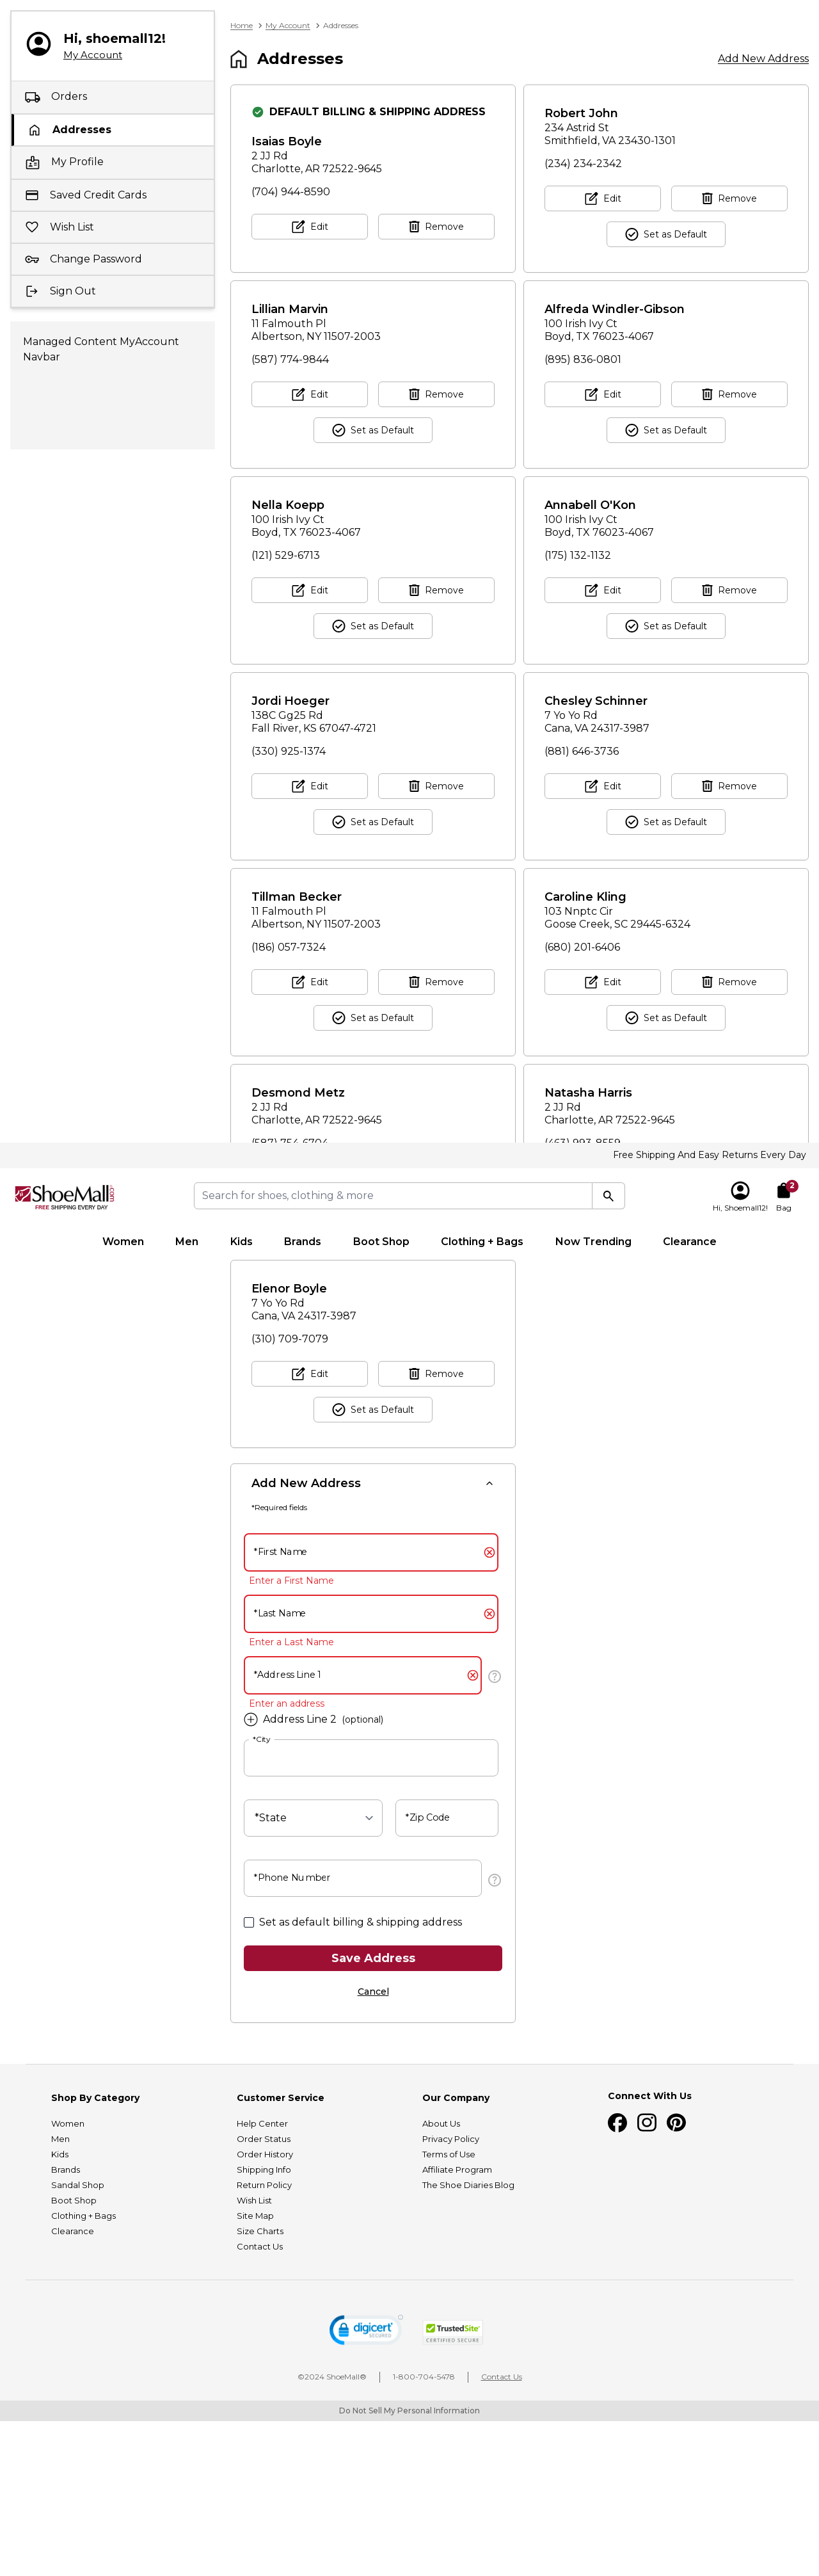 Hi, shoemall12!
My Account
Orders
Addresses
My Profile
Saved Credit Cards
Wish List
Change Password
Sign Out
Managed Content MyAccount
Navbar
Home > My Account > Addresses
Addresses
Add New Address
DEFAULT BILLING & SHIPPING ADDRESS
Isaias Boyle
2 JJ Rd
Charlotte, AR 72522-9645
(704) 944-8590
Edit
Remove
Robert John
234 Astrid St
Smithfield, VA 23430-1301
(234) 234-2342
Edit
Remove
Set as Default
Lillian Marvin
11 Falmouth Pl
Albertson, NY 11507-2003
(587) 774-9844
Edit
Remove
Set as Default
Alfreda Windler-Gibson
100 Irish Ivy Ct
Boyd, TX 76023-4067
(895) 836-0801
Edit
Remove
Set as Default
Nella Koepp
100 Irish Ivy Ct
Boyd, TX 76023-4067
(121) 529-6713
Edit
Remove
Set as Default
Annabell O'Kon
100 Irish Ivy Ct
Boyd, TX 76023-4067
(175) 132-1132
Edit
Remove
Set as Default
Jordi Hoeger
138C Gg25 Rd
Fall River, KS 67047-4721
(330) 925-1374
Edit
Remove
Set as Default
Chesley Schinner
7 Yo Yo Rd
Cana, VA 24317-3987
(881) 646-3736
Edit
Remove
Set as Default
Tillman Becker
11 Falmouth Pl
Albertson, NY 11507-2003
(186) 057-7324
Edit
Remove
Set as Default
Caroline Kling
103 Nnptc Cir
Goose Creek, SC 29445-6324
(680) 201-6406
Edit
Remove
Set as Default
Desmond Metz
2 JJ Rd
Charlotte, AR 72522-9645
(587) 754-6704
Natasha Harris
2 JJ Rd
Charlotte, AR 72522-9645
(463) 993-8559
Free Shipping And Easy Returns Every Day
ShoeMall.com
FREE SHIPPING EVERY DAY
Search for shoes, clothing & more
Hi, Shoemall12!
2
Bag
Women
Men
Kids
Brands
Boot Shop
Clothing + Bags
Now Trending
Clearance
Elenor Boyle
7 Yo Yo Rd
Cana, VA 24317-3987
(310) 709-7079
Edit
Remove
Set as Default
Add New Address
*Required fields
*First Name
Enter a First Name
*Last Name
Enter a Last Name
*Address Line 1
Enter an address
Address Line 2 (optional)
*City
*State
*Zip Code
*Phone Number
Set as default billing & shipping address
Save Address
Cancel
Shop By Category
Women
Men
Kids
Brands
Sandal Shop
Boot Shop
Clothing + Bags
Clearance
Customer Service
Help Center
Order Status
Order History
Shipping Info
Return Policy
Wish List
Site Map
Size Charts
Contact Us
Our Company
About Us
Privacy Policy
Terms of Use
Affiliate Program
The Shoe Diaries Blog
Connect With Us
digicert
SECURED
TrustedSite
CERTIFIED SECURE
©2024 ShoeMall®
1-800-704-5478
Contact Us
Do Not Sell My Personal Information